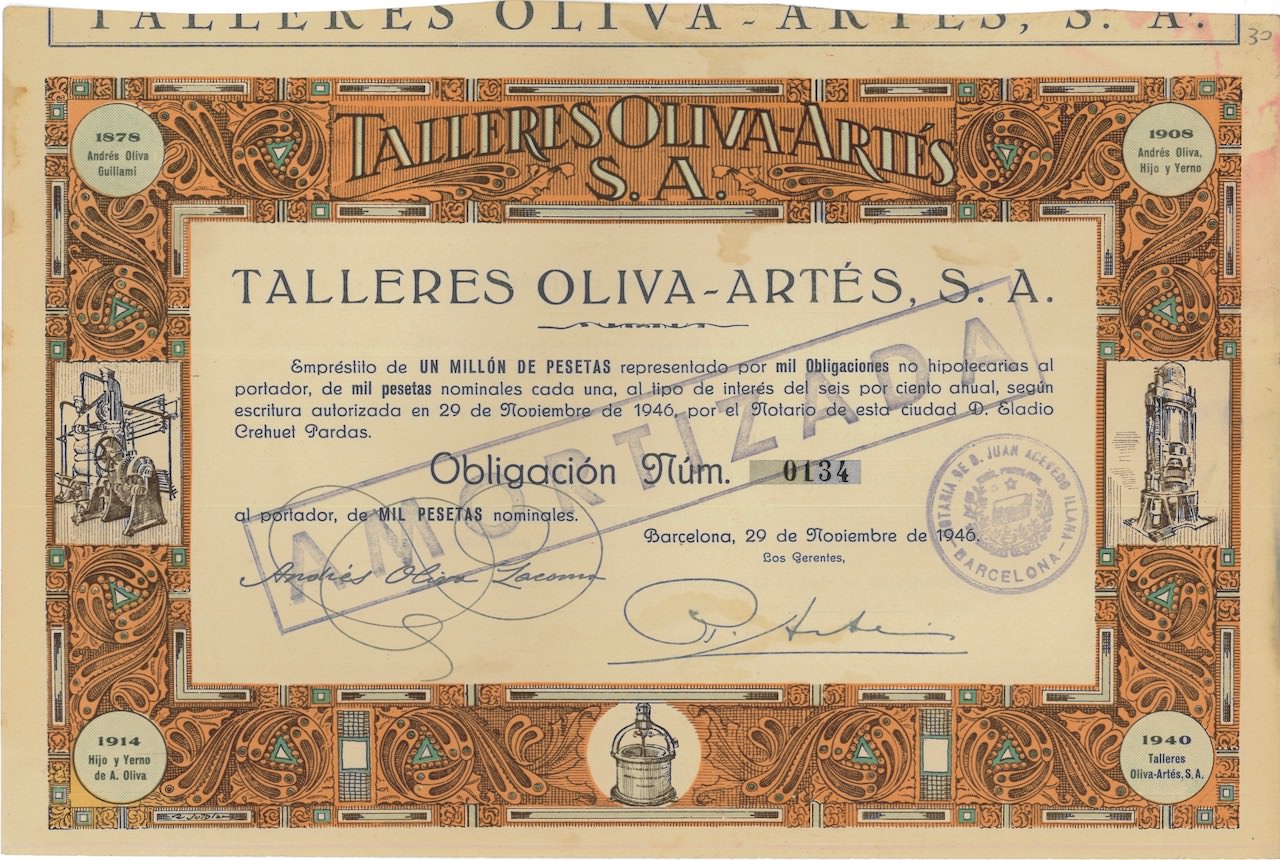 TALLERES OLIVA-ARTÉS, S. A.
30
TALLERES OLIVA-ARTÉS
S. A.
1878
Andrés Oliva
Guillamí
1908
Andrés Oliva,
Hijo y Yerno
TALLERES OLIVA-ARTÉS, S. A.
Empréstito de UN MILLÓN DE PESETAS representado por mil Obligaciones no hipotecarias al
portador, de mil pesetas nominales cada una, al tipo de interés del seis por ciento anual, según
escritura autorizada en 29 de Noviembre de 1946, por el Notario de esta ciudad D. Eladio
Crehuet Pardas.
AMORTIZADA
Obligación Núm. 0134
al portador, de MIL PESETAS nominales.
Barcelona, 29 de Noviembre de 1946.
Los Gerentes,
NOTARIA DE D. JUAN ACEVEDO ILLANA
BARCELONA
Andrés Oliva Lacoma
P. Artés
1914
Hijo y Yerno
de A. Oliva
1940
Talleres
Oliva-Artés, S, A.